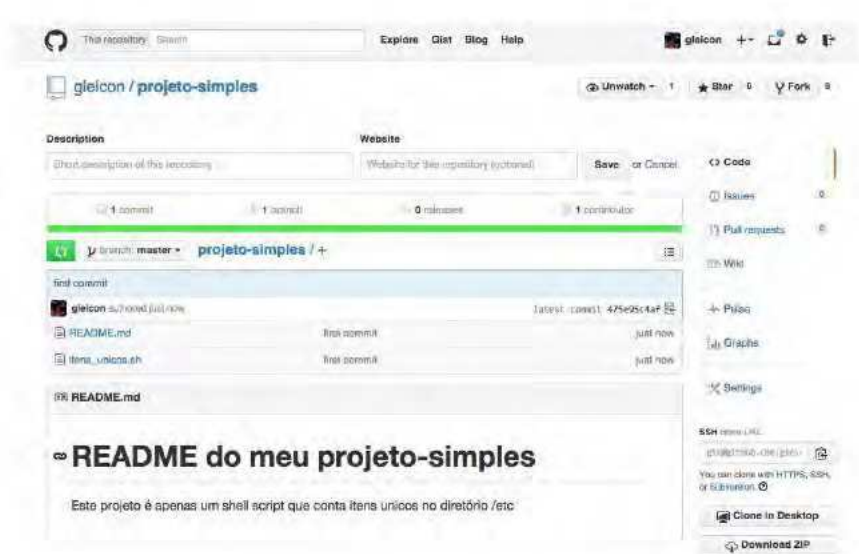 This repository Search Explore Gist Blog Help gleicon
gleicon / projeto-simples Unwatch 1 Star 0 Fork 0
Description Website
Short description of this repository Website for this repository (optional) Save or Cancel
1 commit 1 branch 0 releases 1 contributor
branch: master projeto-simples / +
first commit
gleicon authored just now latest commit 475e95c4af
README.md first commit just now
itens_unicos.sh first commit just now
README.md
README do meu projeto-simples
Este projeto é apenas um shell script que conta itens unicos no diretório /etc
Code
Issues 0
Pull requests 0
Wiki
Pulse
Graphs
Settings
SSH clone URL
You can clone with HTTPS, SSH,
or Subversion.
Clone in Desktop
Download ZIP